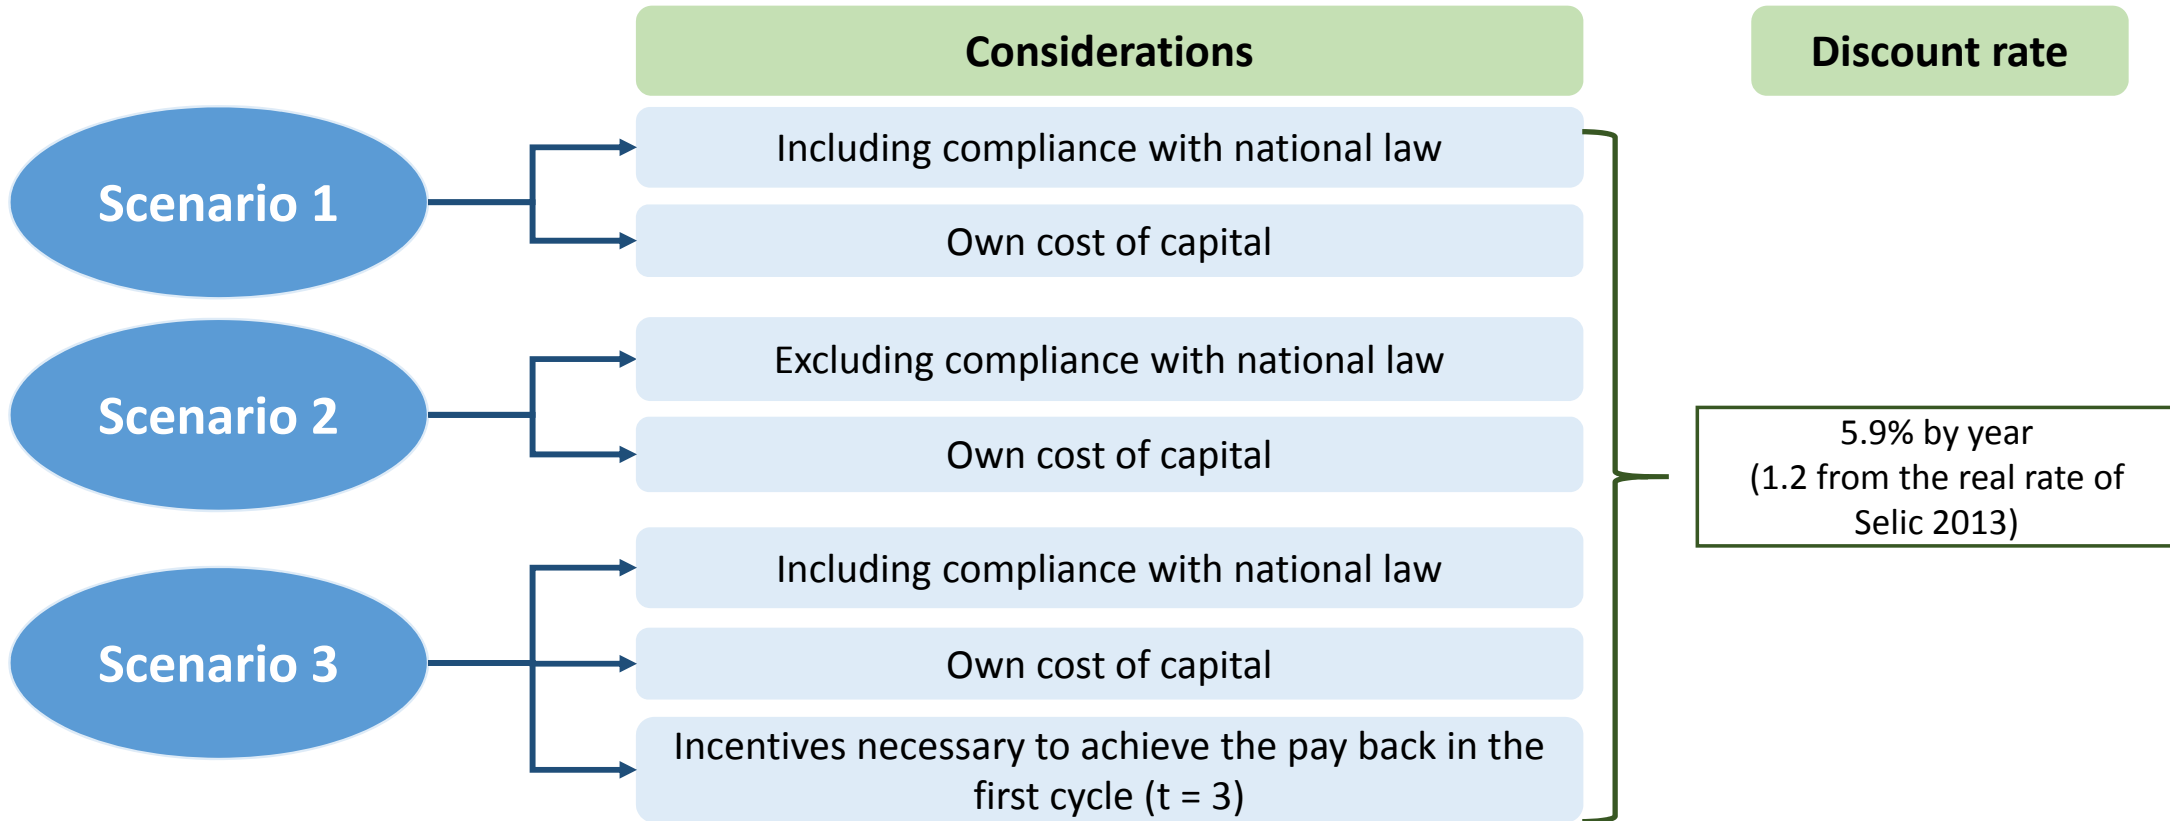 Considerations
Discount rate
Scenario 1
Including compliance with national law
Own cost of capital
Scenario 2
Excluding compliance with national law
Own cost of capital
Scenario 3
Including compliance with national law
Own cost of capital
Incentives necessary to achieve the pay back in the
first cycle (t = 3)
5.9% by year
(1.2 from the real rate of
Selic 2013)